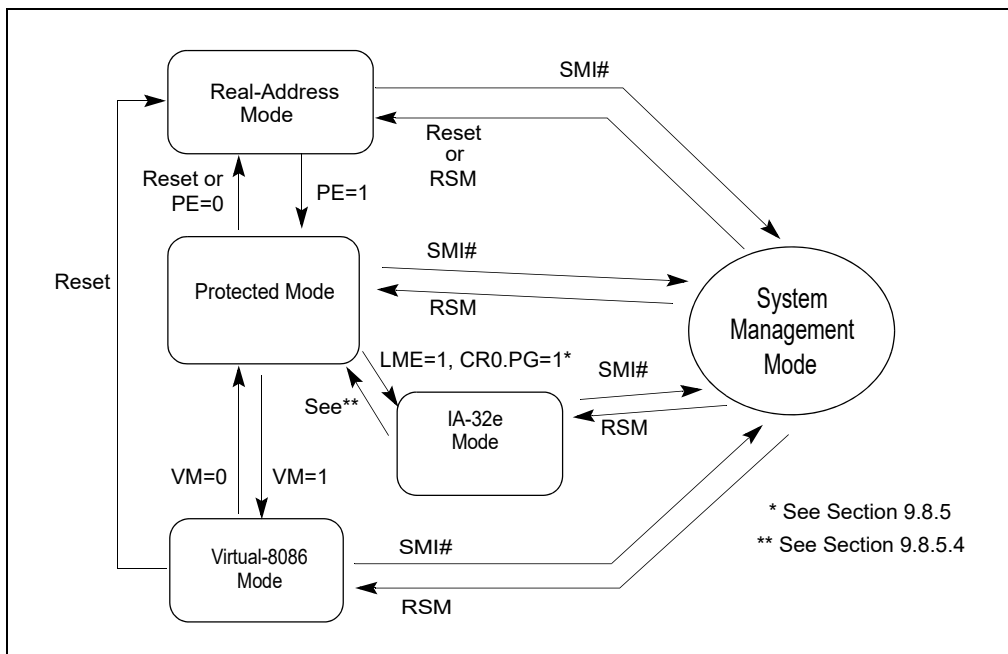 SMI#
Real-Address
Mode
Reset
or
RSM
Reset or
PE=0
PE=1
SMI#
Reset
Protected Mode
RSM
System
Management
Mode
LME=1, CR0.PG=1*
SMI#
See**
IA-32e
Mode
RSM
VM=0
VM=1
* See Section 9.8.5
Virtual-8086
Mode
SMI#
** See Section 9.8.5.4
RSM